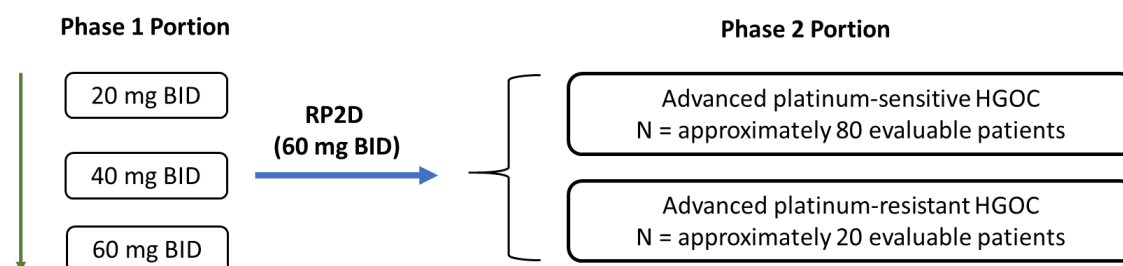 Phase 1 Portion
20 mg BID
40 mg BID
60 mg BID
RP2D
(60 mg BID)
Phase 2 Portion
Advanced platinum-sensitive HGOC
N = approximately 80 evaluable patients
Advanced platinum-resistant HGOC
N = approximately 20 evaluable patients